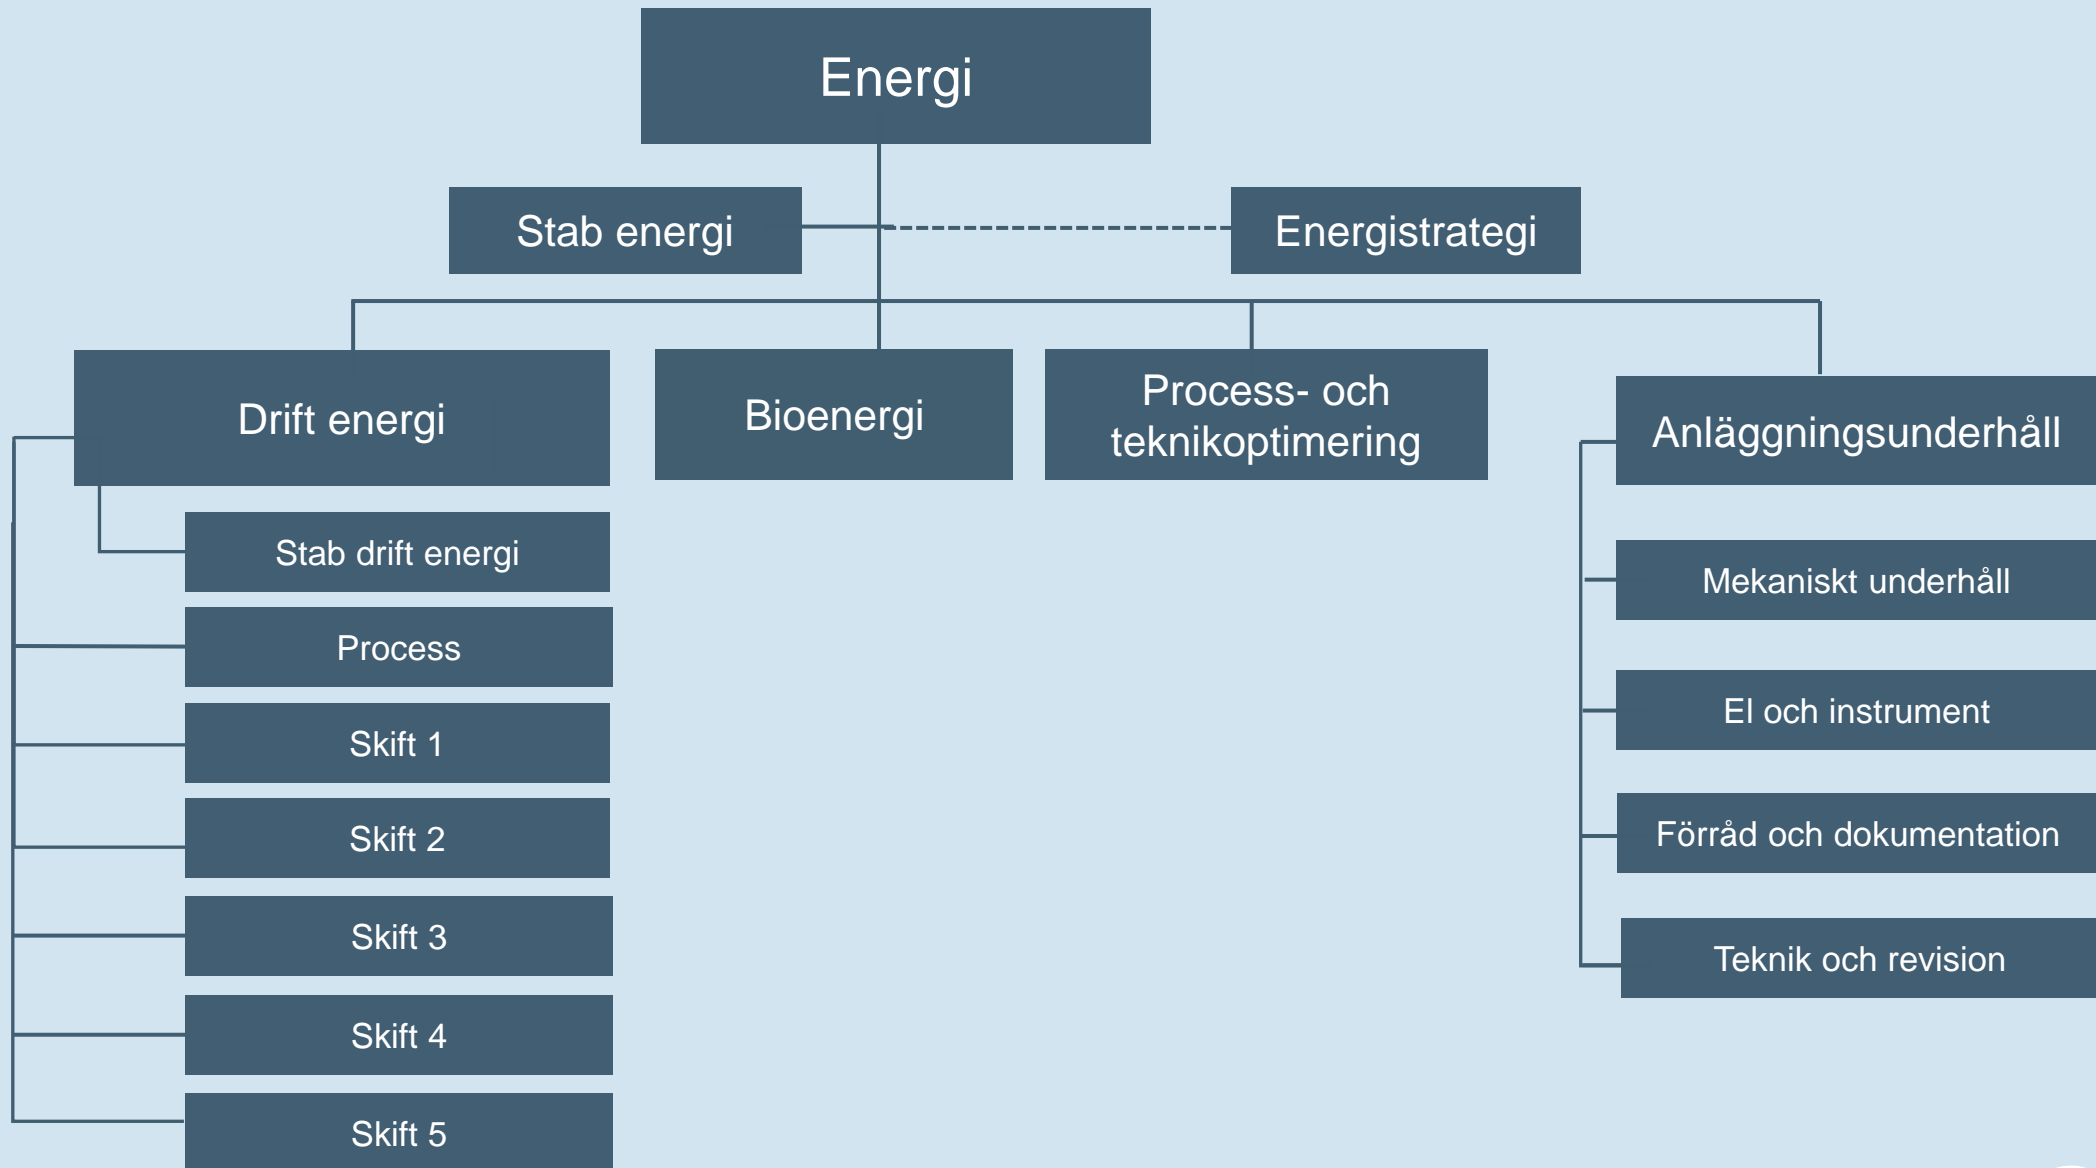 Energi
Stab energi
Energistrategi
Drift energi
Bioenergi
Process- och
teknikoptimering
Anläggningsunderhåll
Stab drift energi
Process
Skift 1
Skift 2
Skift 3
Skift 4
Skift 5
Mekaniskt underhåll
El och instrument
Förråd och dokumentation
Teknik och revision